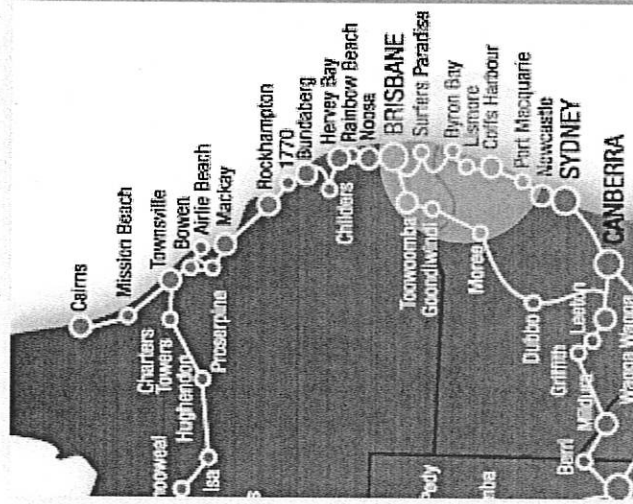 Cairns
Mission Beach
Townsville
Bowen
Airlie Beach
Mackay
Charters
Towers
Hughendon
Proserpine
Isa
Rockhampton
1770
Bundaberg
Hervey Bay
Rainbow Beach
Noosa
Childers
BRISBANE
Surfers Paradise
Byron Bay
Lismore
Coffs Harbour
Port Macquarie
Newcastle
SYDNEY
CANBERRA
Toowoomba
Goondiwindi
Moree
Dubbo
Leeton
Griffith
Mildura
Wagga Wagga
Berri